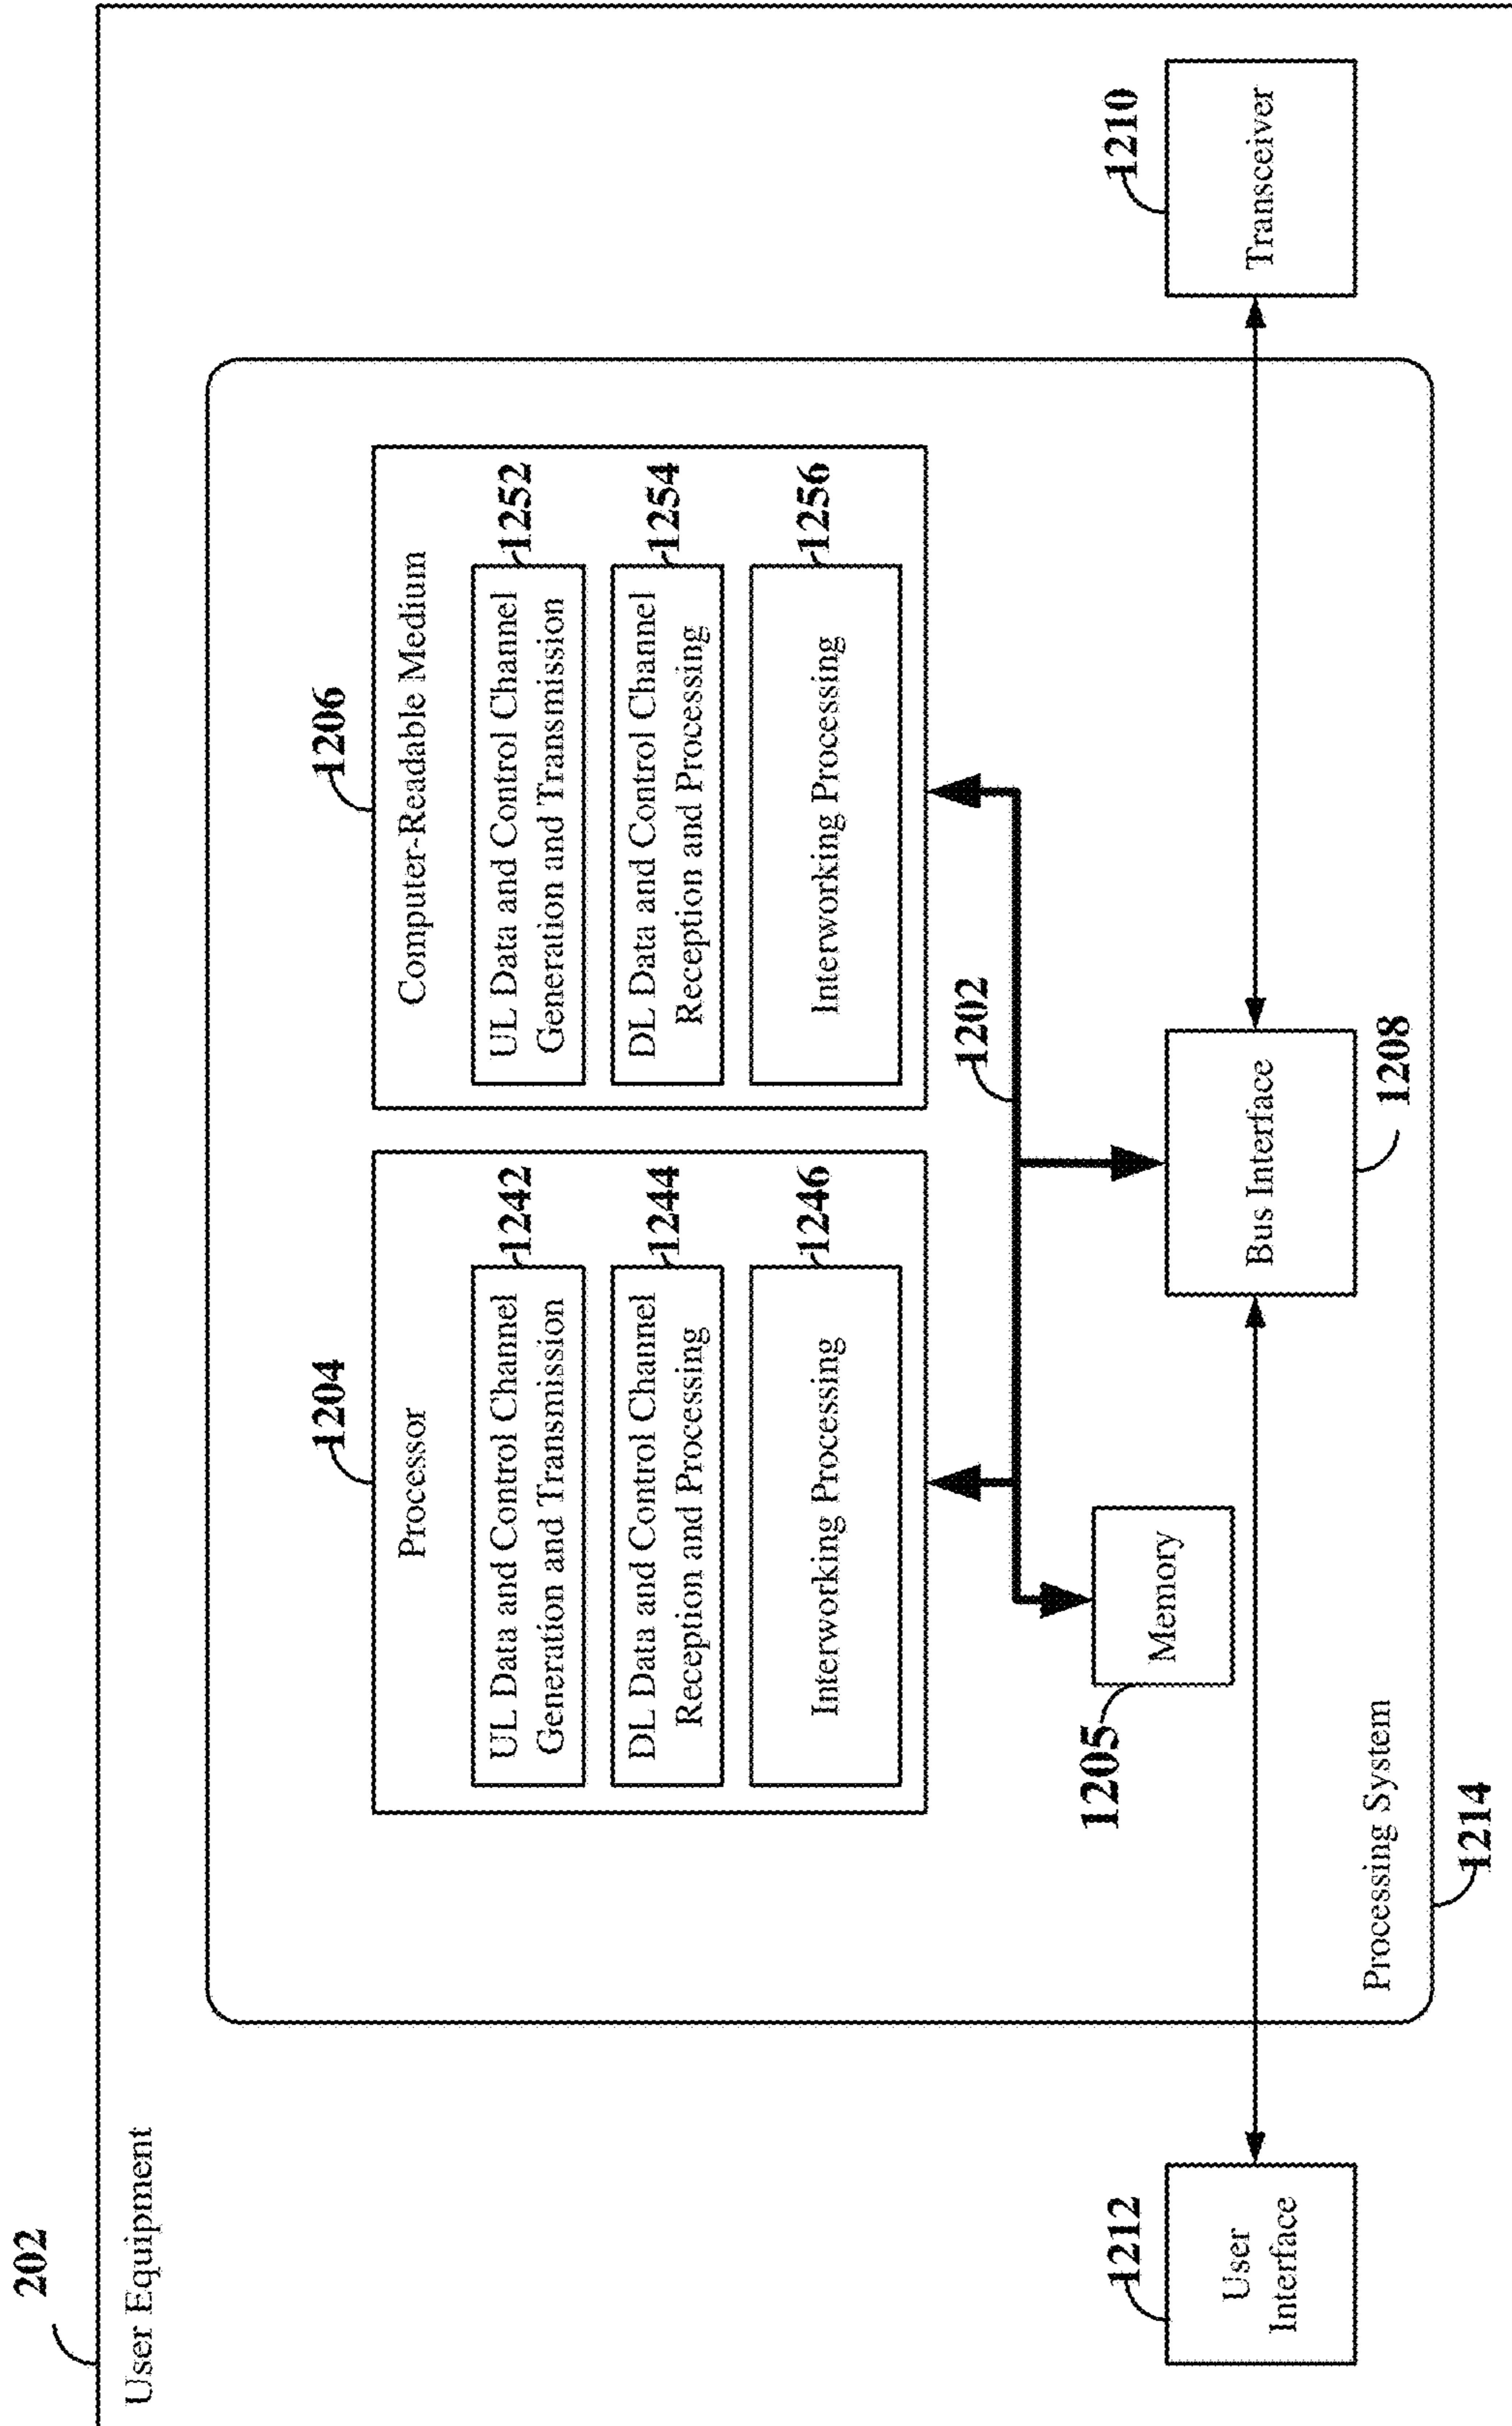 202
User Equipment
1204
Processor
UL Data and Control Channel
Generation and Transmission
1242
DL Data and Control Channel
Reception and Processing
1244
Interworking Processing
1246
1206
Computer-Readable Medium
UL Data and Control Channel
Generation and Transmission
1252
DL Data and Control Channel
Reception and Processing
1254
Interworking Processing
1256
1202
1205
Memory
1212
User
Interface
Bus Interface
1208
1210
Transceiver
Processing System
1214